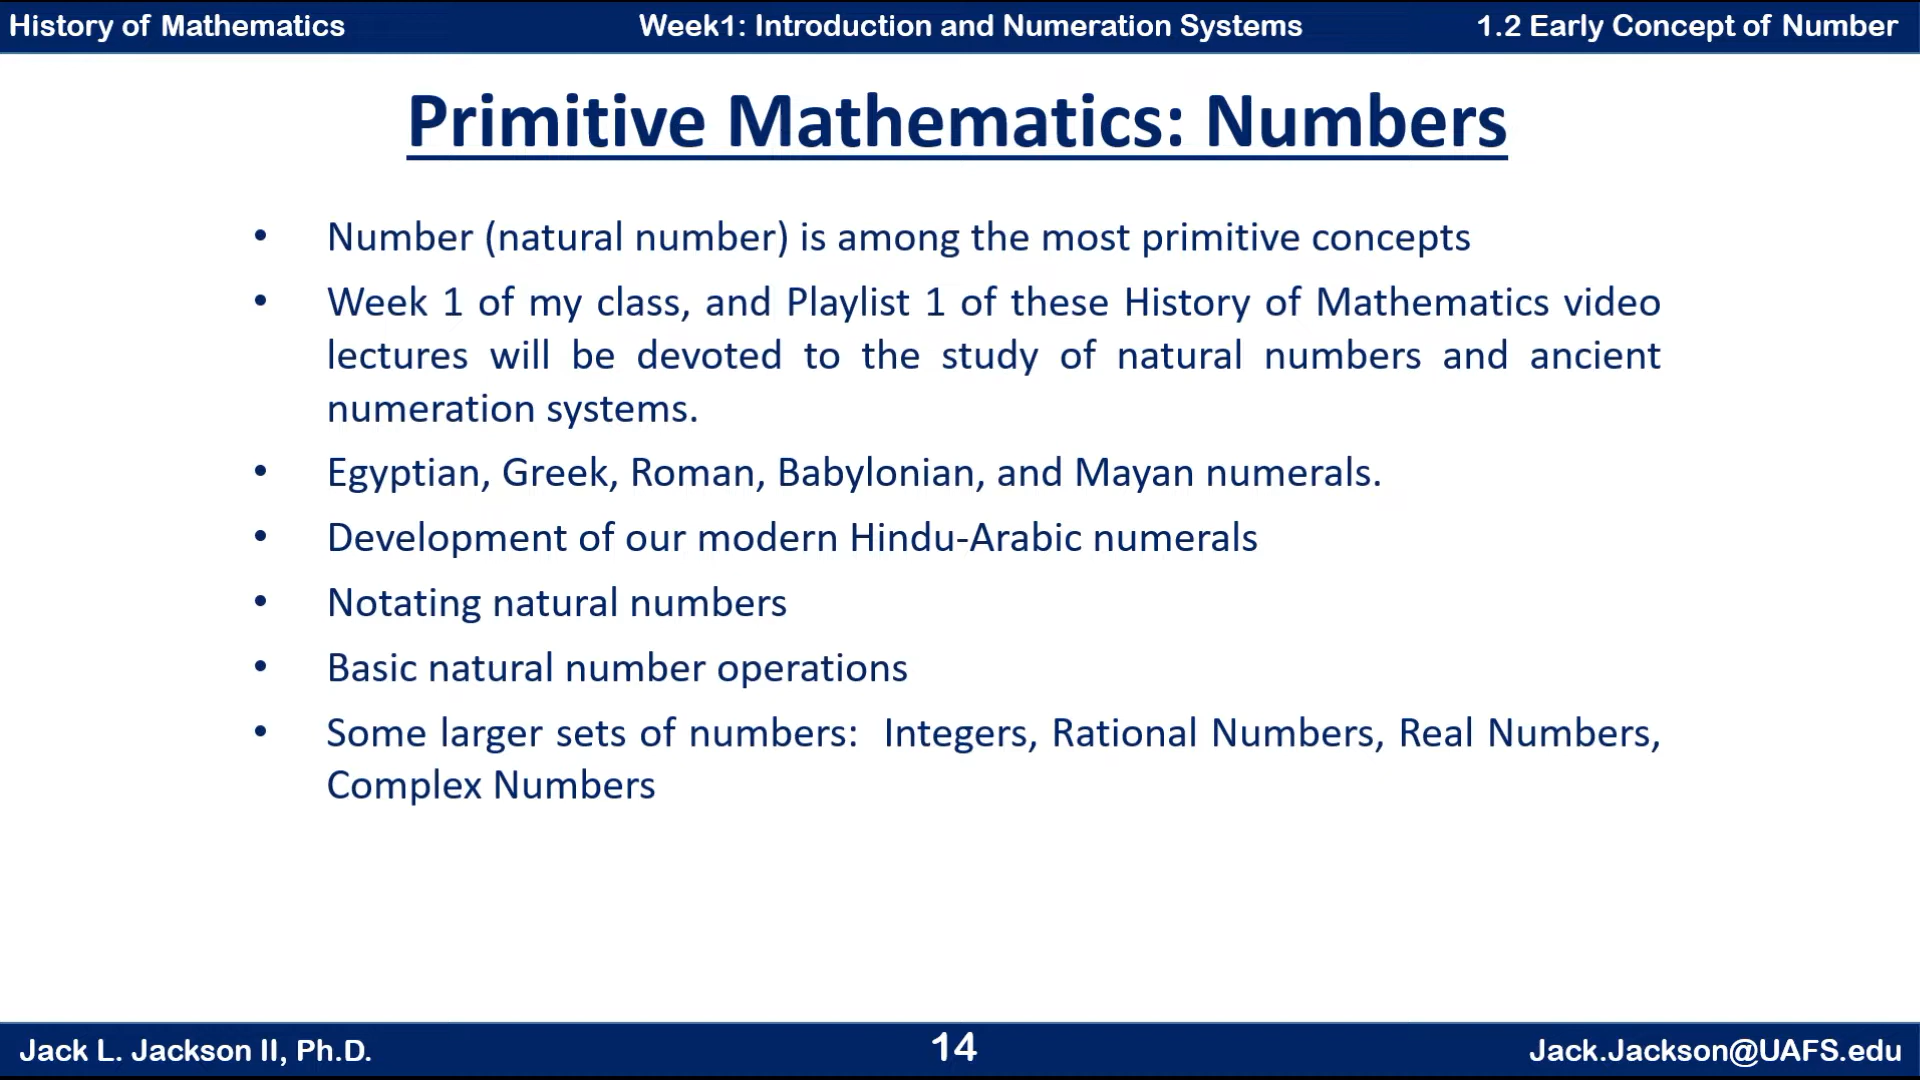 History of Mathematics
Week1: Introduction and Numeration Systems
1.2 Early Concept of Number
Primitive Mathematics: Numbers
• Number (natural number) is among the most primitive concepts
• Week 1 of my class, and Playlist 1 of these History of Mathematics video
lectures will be devoted to the study of natural numbers and ancient
numeration systems.
• Egyptian, Greek, Roman, Babylonian, and Mayan numerals.
• Development of our modern Hindu-Arabic numerals
• Notating natural numbers
• Basic natural number operations
• Some larger sets of numbers:  Integers, Rational Numbers, Real Numbers,
Complex Numbers
Jack L. Jackson II, Ph.D.
14
Jack.Jackson@UAFS.edu